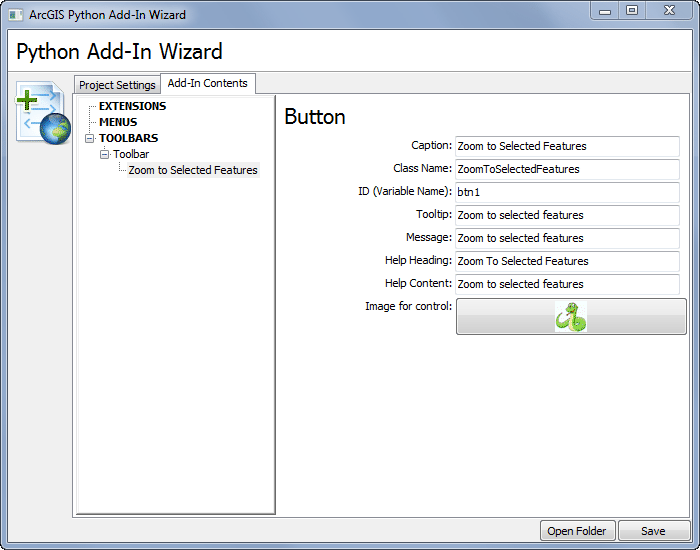 ArcGIS Python Add-In Wizard
Python Add-In Wizard
Project Settings
Add-In Contents
EXTENSIONS
MENUS
TOOLBARS
Toolbar
Zoom to Selected Features
Button
Caption: Zoom to Selected Features
Class Name: ZoomToSelectedFeatures
ID (Variable Name): btn1
Tooltip: Zoom to selected features
Message: Zoom to selected features
Help Heading: Zoom To Selected Features
Help Content: Zoom to selected features
Image for control:
Open Folder
Save